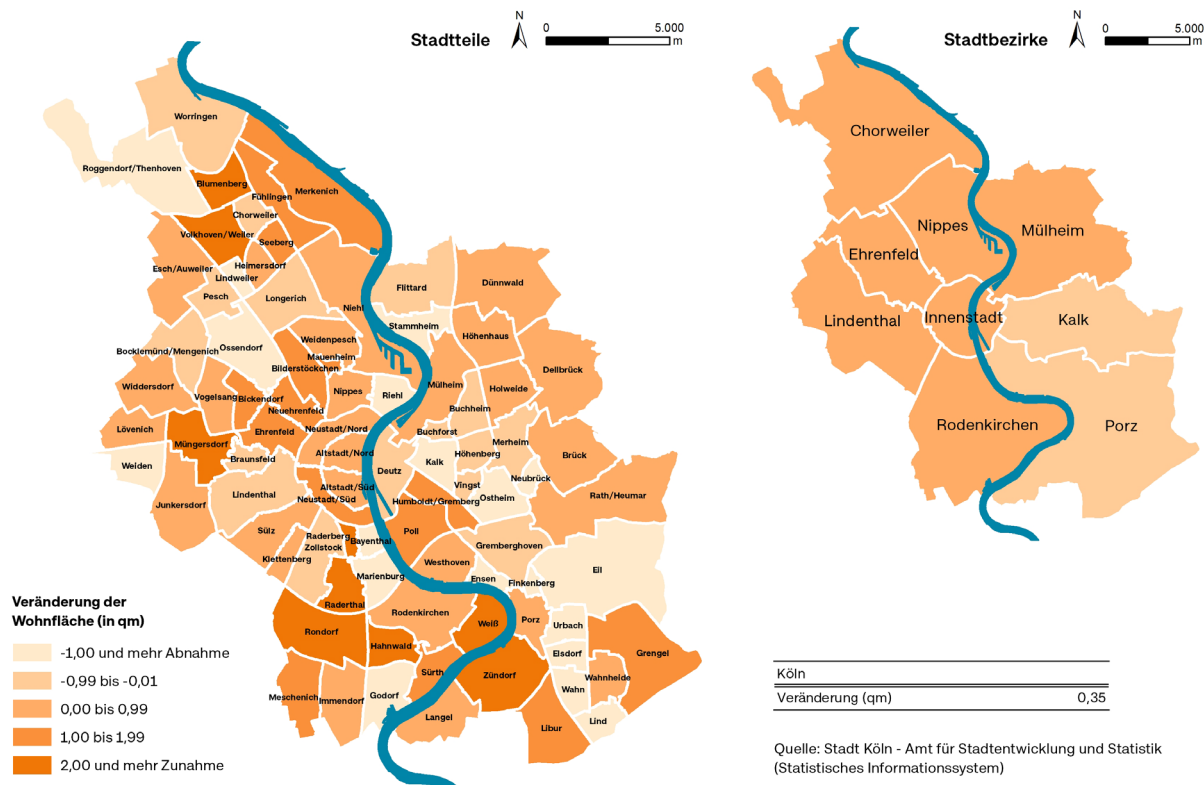 Stadtteile
N
0
5.000
m
Worringen
Roggendorf/Thenhoven
Blumenberg
Merkenich
Fühlingen
Chorweiler
Volkhoven/Weiler
Seeberg
Heimersdorf
Esch/Auweiler
Lindweiler
Pesch
Longerich
Flittard
Dünnwald
Niehl
Stammheim
Höhenhaus
Weidenpesch
Ossendorf
Bocklemünd/Mengenich
Mauenheim
Bilderstöckchen
Dellbrück
Widdersdorf
Mülheim
Holweide
Nippes
Riehl
Vogelsang
Bickendorf
Buchheim
Neuehrenfeld
Lövenich
Ehrenfeld
Neustadt/Nord
Buchforst
Müngersdorf
Merheim
Altstadt/Nord
Höhenberg
Brück
Braunsfeld
Weiden
Kalk
Deutz
Neubrück
Vingst
Altstadt/Süd
Lindenthal
Neustadt/Süd
Ostheim
Rath/Heumar
Humboldt/Gremberg
Junkersdorf
Sülz
Poll
Raderberg
Bayenthal
Zollstock
Gremberghoven
Klettenberg
Westhoven
Eil
Marienburg
Ensen
Finkenberg
Raderthal
Rodenkirchen
Porz
Weiß
Urbach
Rondorf
Hahnwald
Elsdorf
Grengel
Sürth
Zündorf
Wahnheide
Wahn
Meschenich
Immendorf
Godorf
Langel
Lind
Libur
Veränderung der
Wohnfläche (in qm)
-1,00 und mehr Abnahme
-0,99 bis -0,01
0,00 bis 0,99
1,00 bis 1,99
2,00 und mehr Zunahme
Stadtbezirke
N
0
5.000
m
Chorweiler
Nippes
Mülheim
Ehrenfeld
Lindenthal
Innenstadt
Kalk
Rodenkirchen
Porz
Köln
Veränderung (qm) 0,35
Quelle: Stadt Köln - Amt für Stadtentwicklung und Statistik
(Statistisches Informationssystem)